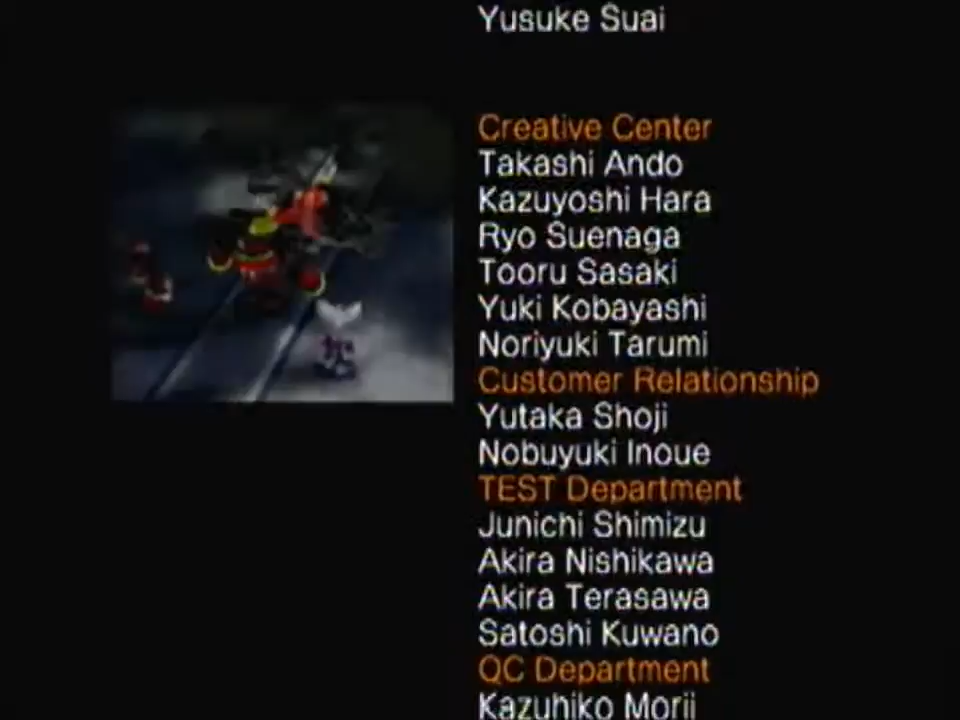 Yusuke Suai
Creative Center
Takashi Ando
Kazuyoshi Hara
Ryo Suenaga
Tooru Sasaki
Yuki Kobayashi
Noriyuki Tarumi
Customer Relationship
Yutaka Shoji
Nobuyuki Inoue
TEST Department
Junichi Shimizu
Akira Nishikawa
Akira Terasawa
Satoshi Kuwano
QC Department
Kazuhiko Morii